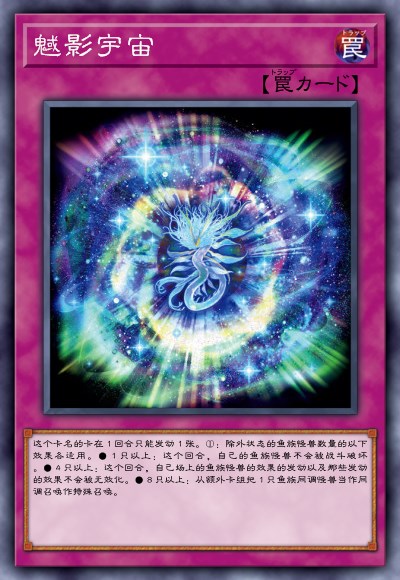 魊影宇宙
トラップ
罠
トラップ
【罠カード】
这个卡名的卡在1回合只能发动1张。①:除外状态的鱼族怪兽数量的以下
效果各适用。●1只以上:这个回合,自己的鱼族怪兽不会被战斗破坏
。●4只以上:这个回合,自己场上的鱼族怪兽的效果的发动以及那些发动
的效果不会被无效化。●8只以上:从额外卡组把1只鱼族同调怪兽当作同
调召唤作特殊召唤。